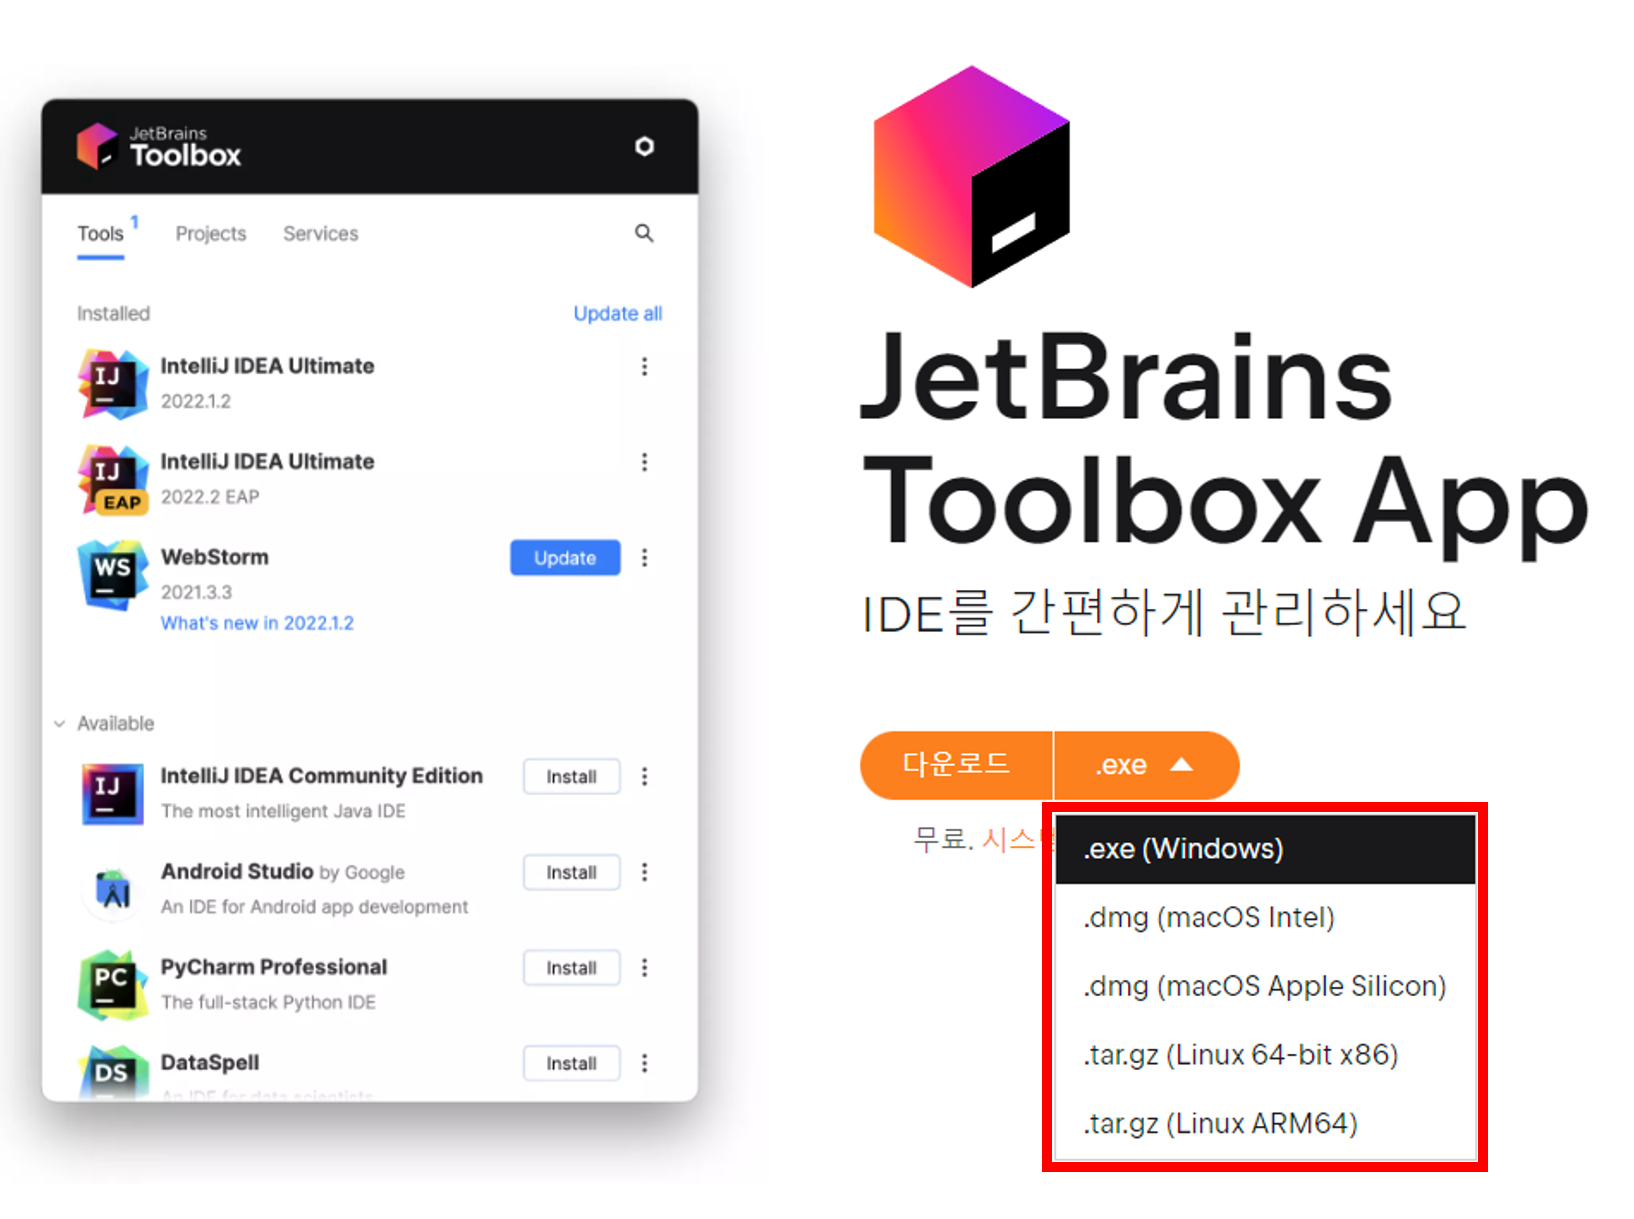 JetBrains
Toolbox
Tools 1 Projects Services
Installed Update all
IJ
IntelliJ IDEA Ultimate
2022.1.2
IJ
EAP
IntelliJ IDEA Ultimate
2022.2 EAP
WS
WebStorm Update
2021.3.3
What's new in 2022.1.2
Available
IJ
IntelliJ IDEA Community Edition Install
The most intelligent Java IDE
Android Studio by Google Install
An IDE for Android app development
PC
PyCharm Professional Install
The full-stack Python IDE
DS
DataSpell Install
An IDE for data scientists
JetBrains
Toolbox App
IDE를 간편하게 관리하세요
다운로드 .exe
무료. 시스
.exe (Windows)
.dmg (macOS Intel)
.dmg (macOS Apple Silicon)
.tar.gz (Linux 64-bit x86)
.tar.gz (Linux ARM64)